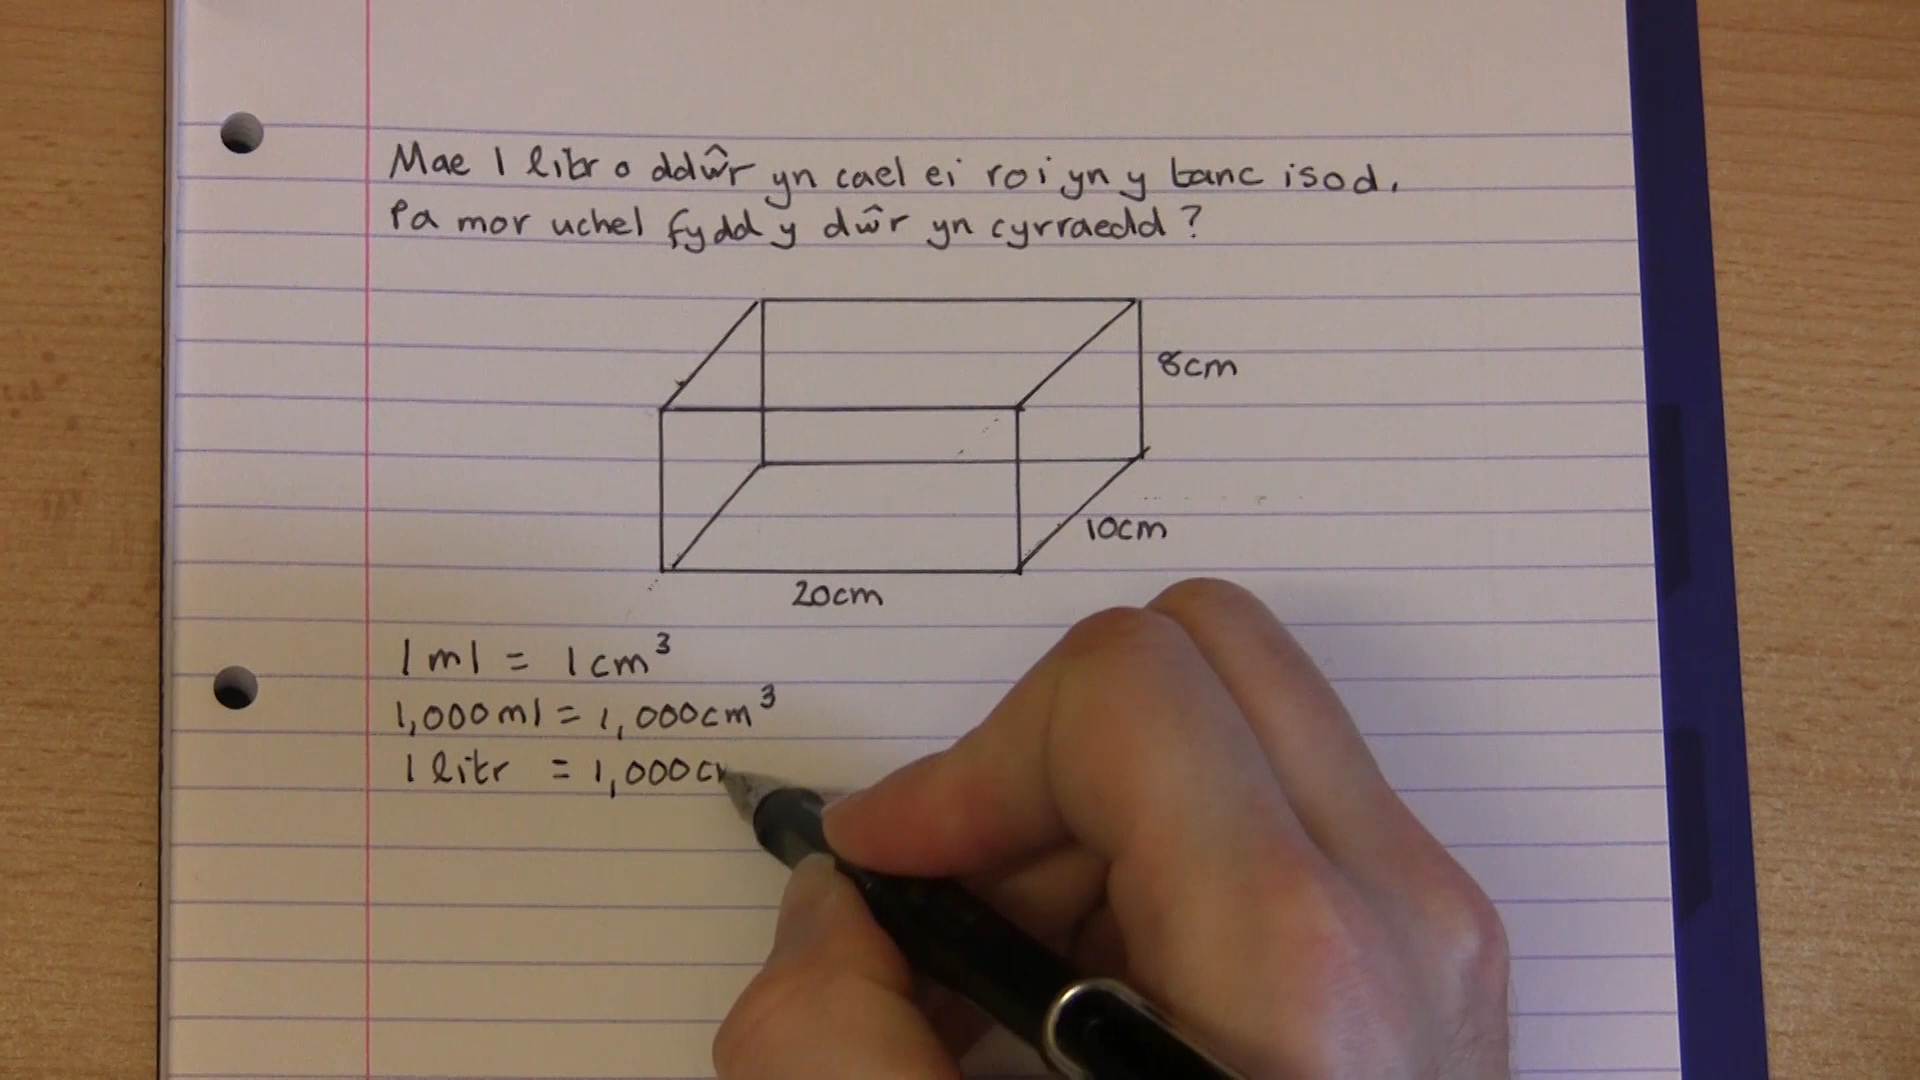 Mae 1 litr o ddŵr yn cael ei roi yn y tanc isod.
Pa mor uchel fydd y dŵr yn cyrraedd?
8cm
10cm
20cm
1ml = 1cm³
1,000ml = 1,000cm³
1 litr = 1,000c